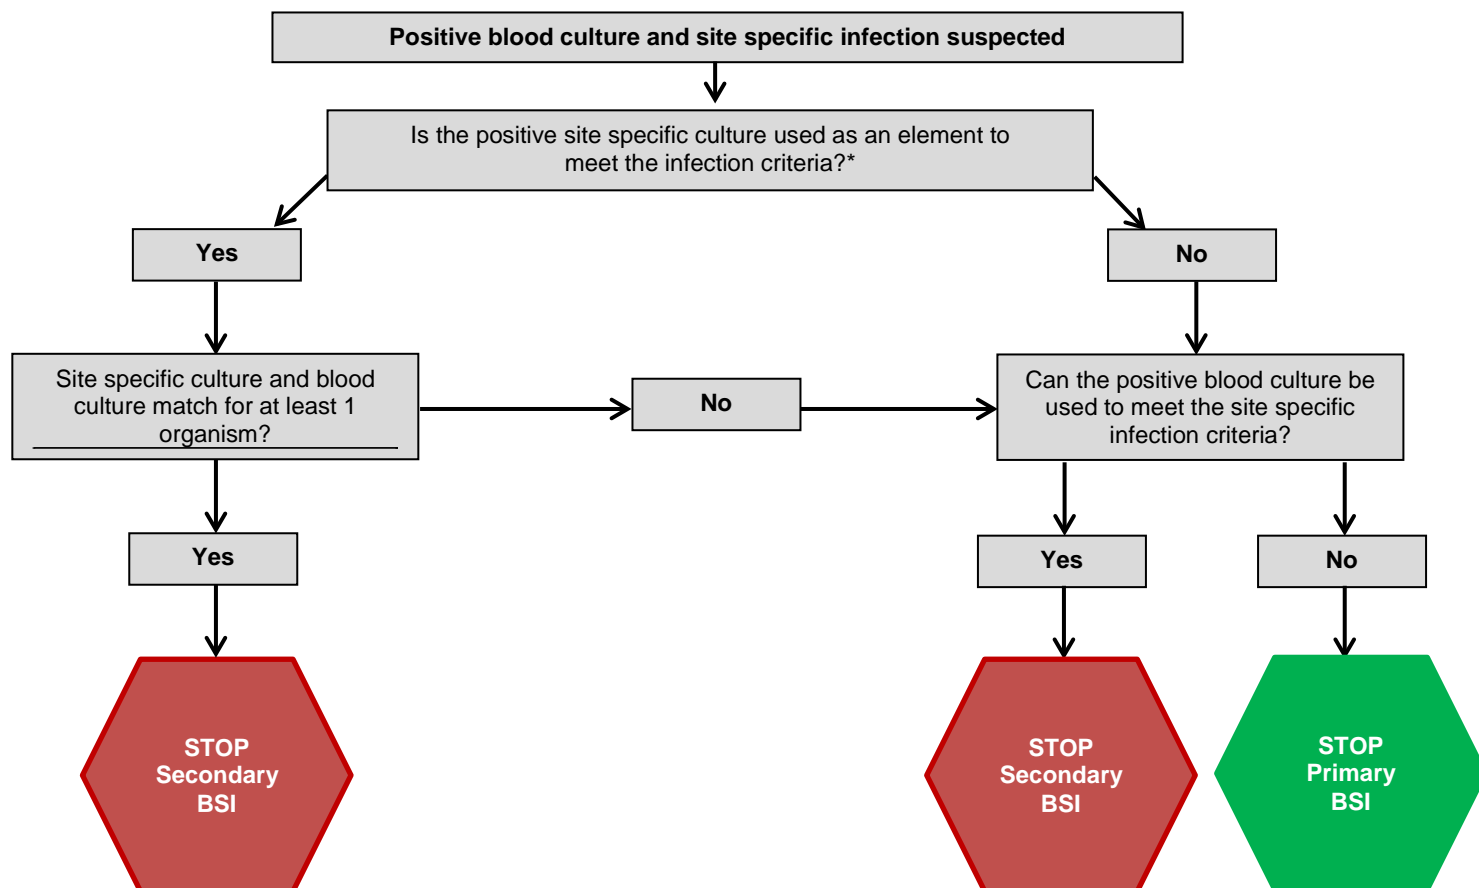 Positive blood culture and site specific infection suspected
Is the positive site specific culture used as an element to
meet the infection criteria?*
Yes
No
Site specific culture and blood
culture match for at least 1
organism?
No
Can the positive blood culture be
used to meet the site specific
infection criteria?
Yes
Yes
No
STOP
Secondary
BSI
STOP
Secondary
BSI
STOP
Primary
BSI